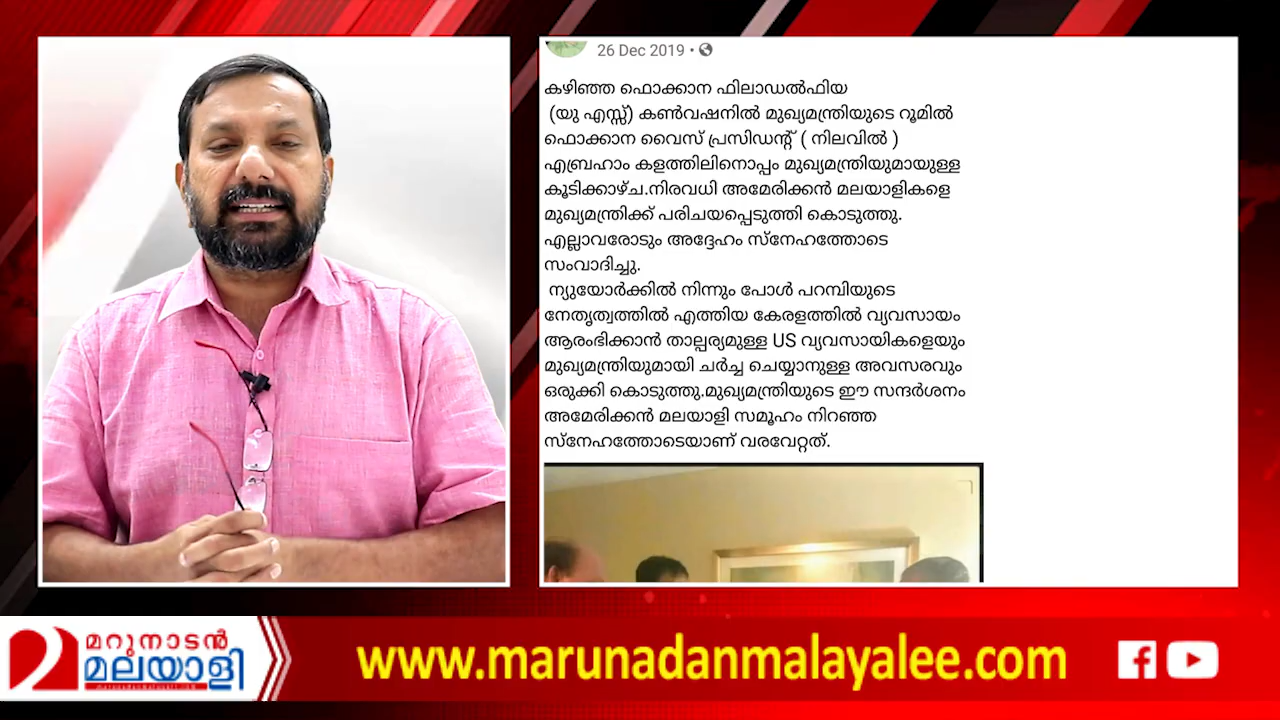 26 Dec 2019 •
കഴിഞ്ഞ ഫൊക്കാന ഫിലാഡൽഫിയ
(യു എസ്സ്) കൺവഷനിൽ മുഖ്യമന്ത്രിയുടെ റൂമിൽ
ഫൊക്കാന വൈസ് പ്രസിഡന്റ് ( നിലവിൽ )
എബ്രഹാം കളത്തിലിനൊപ്പം മുഖ്യമന്ത്രിയുമായുള്ള
കൂടിക്കാഴ്ച.നിരവധി അമേരിക്കൻ മലയാളികളെ
മുഖ്യമന്ത്രിക്ക് പരിചയപ്പെടുത്തി കൊടുത്തു.
എല്ലാവരോടും അദ്ദേഹം സ്നേഹത്തോടെ
സംവാദിച്ചു.
ന്യുയോർക്കിൽ നിന്നും പോൾ പറമ്പിയുടെ
നേതൃത്വത്തിൽ എത്തിയ കേരളത്തിൽ വ്യവസായം
ആരംഭിക്കാൻ താല്പര്യമുള്ള US വ്യവസായികളെയും
മുഖ്യമന്ത്രിയുമായി ചർച്ച ചെയ്യാനുള്ള അവസരവും
ഒരുക്കി കൊടുത്തു.മുഖ്യമന്ത്രിയുടെ ഈ സന്ദർശനം
അമേരിക്കൻ മലയാളി സമൂഹം നിറഞ്ഞ
സ്നേഹത്തോടെയാണ് വരവേറ്റത്.
മറുനാടൻ
മലയാളി
www.marunadanmalayalee.com